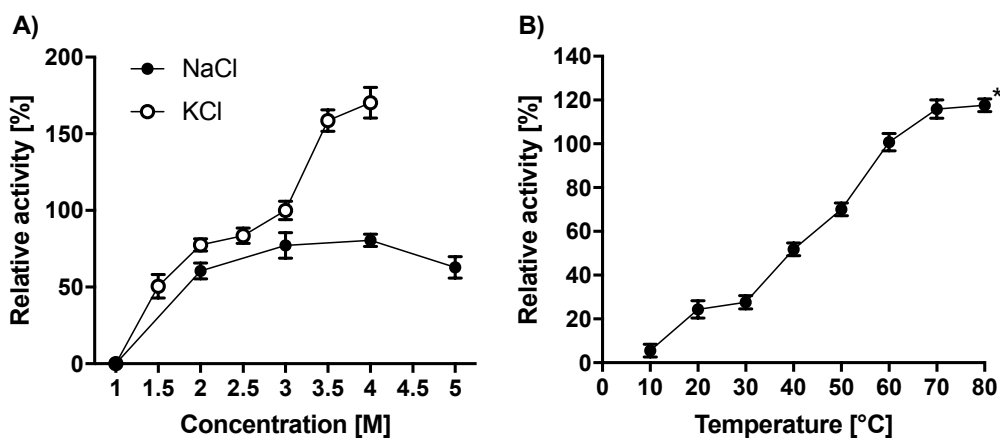 A)
Relative activity [%]
200
150
100
50
0
NaCl
KCl
1 1.5 2 2.5 3 3.5 4 4.5 5
Concentration [M]
B)
Relative activity [%]
140
120
100
80
60
40
20
0
*
0 10 20 30 40 50 60 70 80
Temperature [°C]